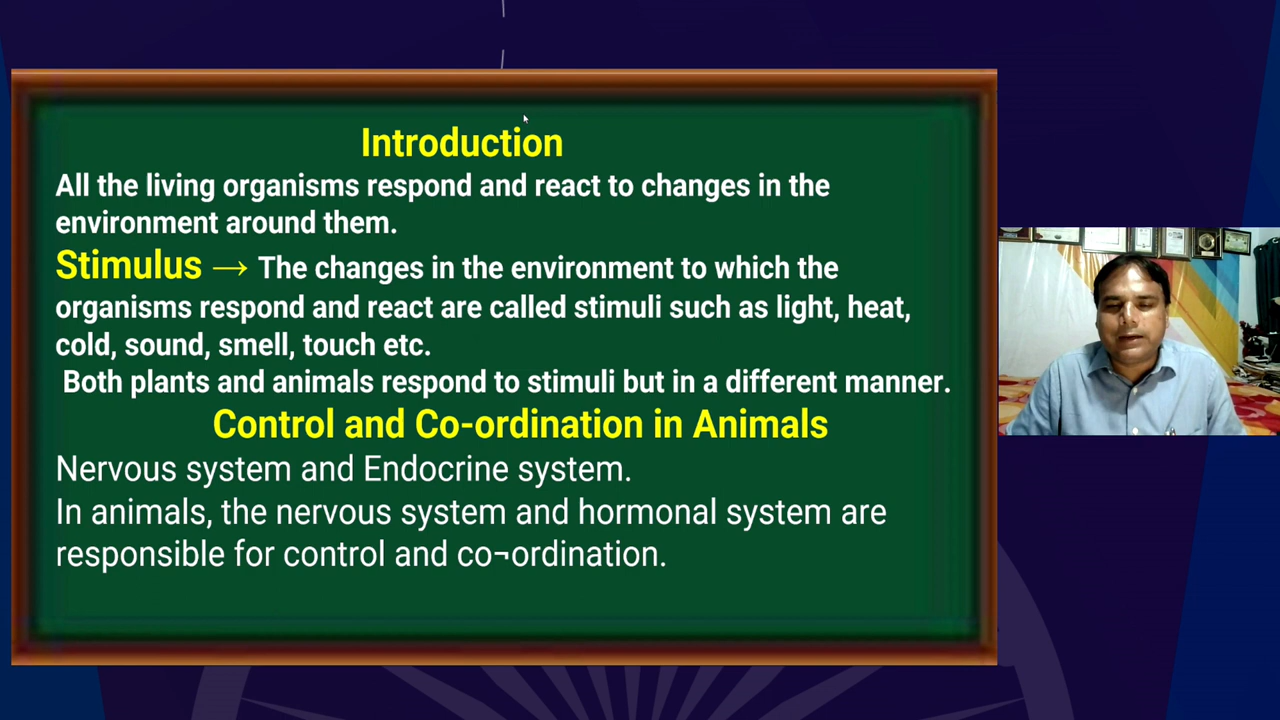 Introduction
All the living organisms respond and react to changes in the
environment around them.
Stimulus → The changes in the environment to which the
organisms respond and react are called stimuli such as light, heat,
cold, sound, smell, touch etc.
Both plants and animals respond to stimuli but in a different manner.
Control and Co-ordination in Animals
Nervous system and Endocrine system.
In animals, the nervous system and hormonal system are
responsible for control and co¬ordination.